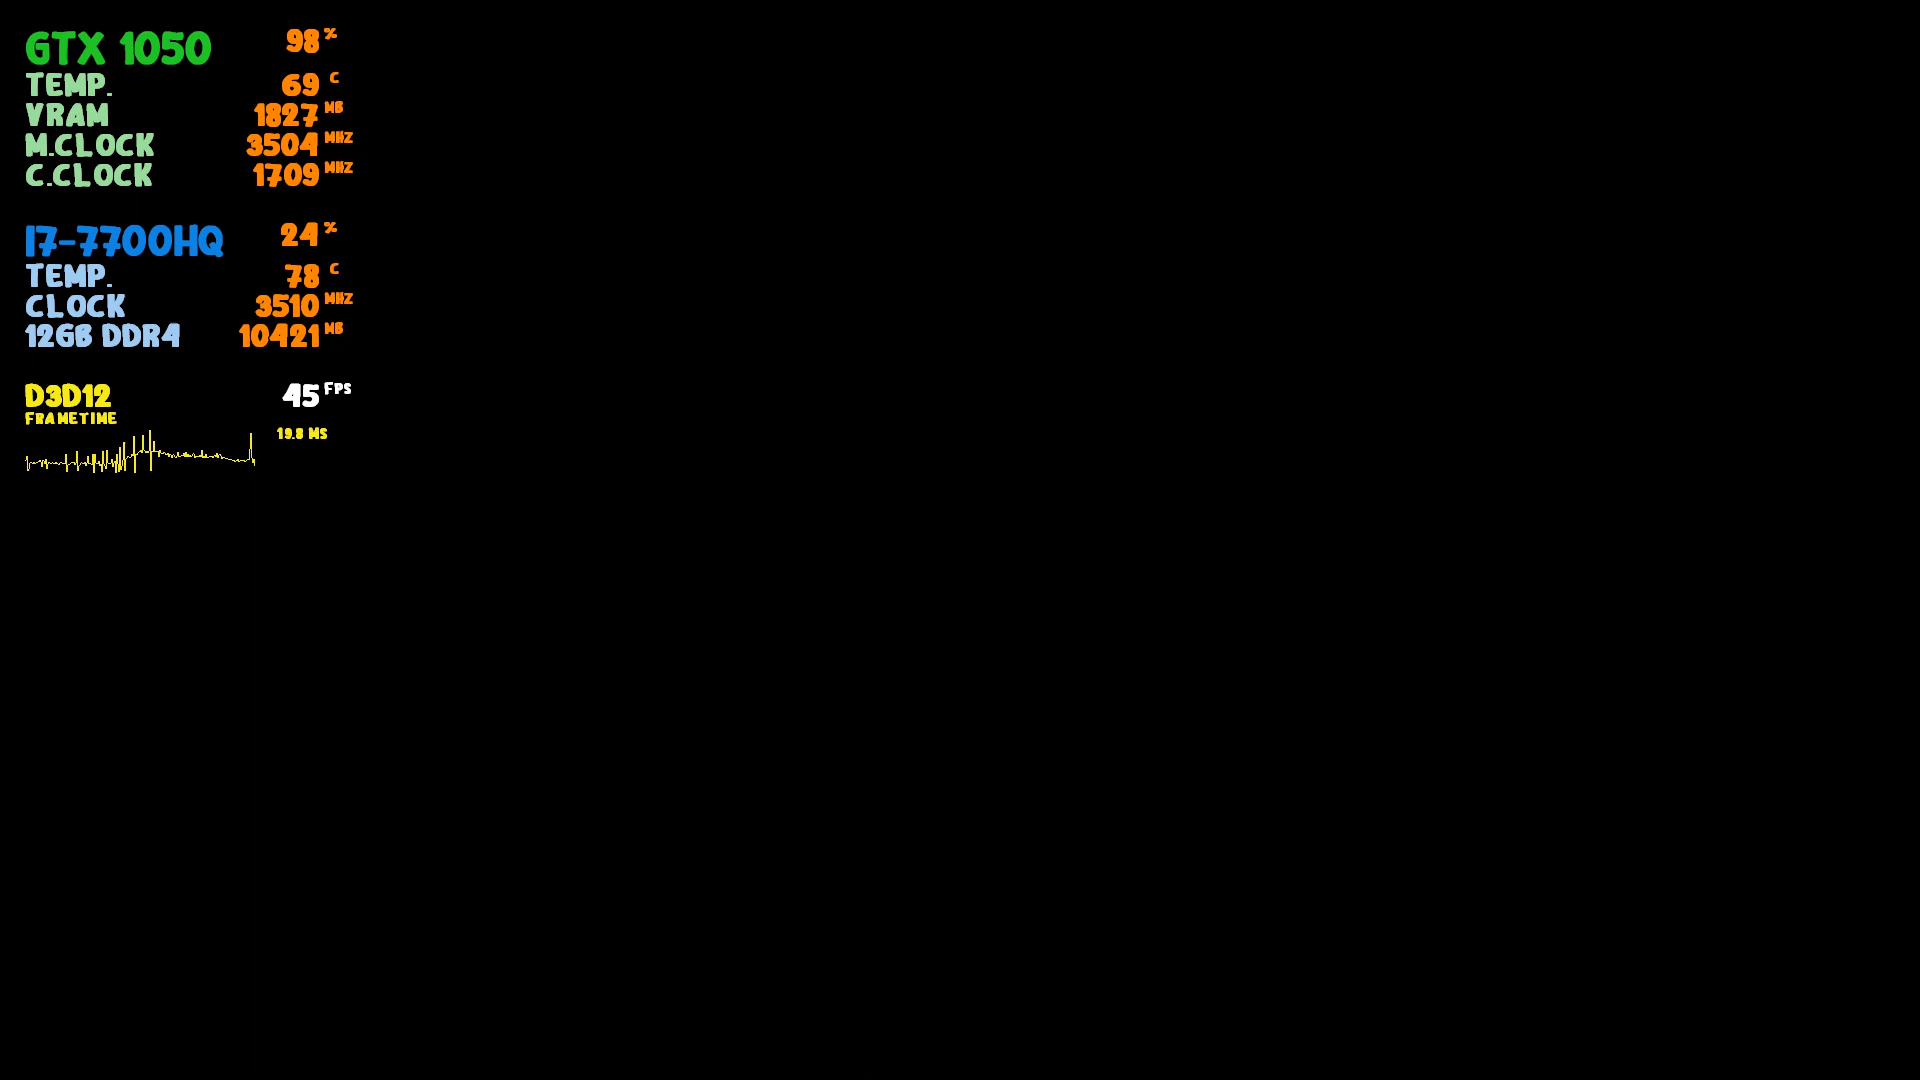 GTX 1050 98%
TEMP. 69 C
VRAM 1827 MB
M.CLOCK 3504 MHZ
C.CLOCK 1709 MHZ
I7-7700HQ 24%
TEMP. 78 C
CLOCK 3510 MHZ
12GB DDR4 10421 MB
D3D12 45 FPS
FRAMETIME
19.8 MS